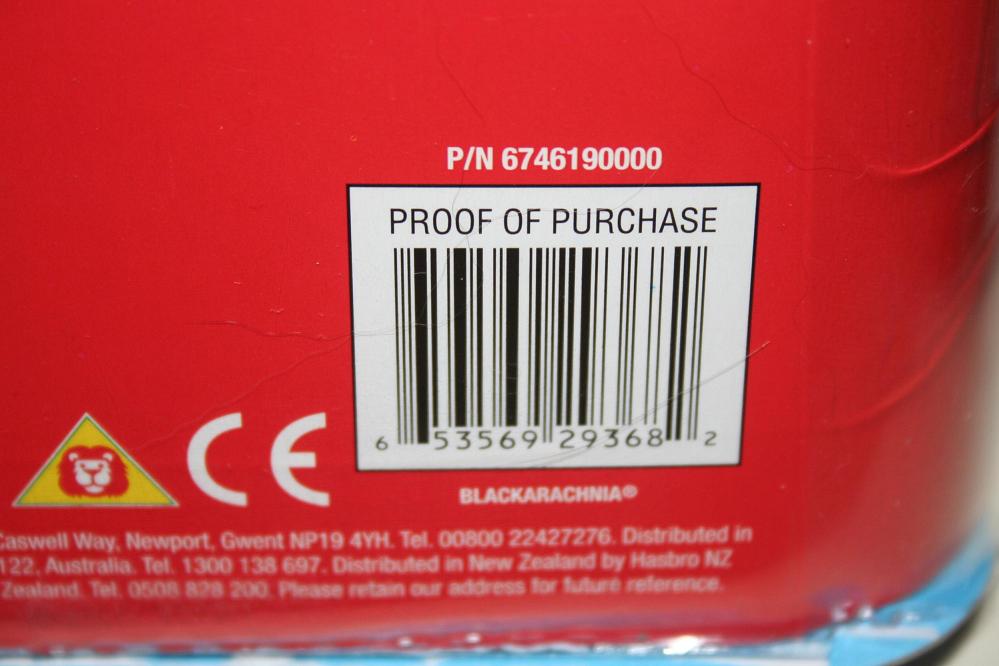 P/N 6746190000
PROOF OF PURCHASE
6 53569 29368 2
CE
BLACKARACHNIA®
Caswell Way, Newport, Gwent NP19 4YH. Tel. 00800 22427276. Distributed in
122, Australia. Tel. 1300 138 697. Distributed in New Zealand by Hasbro NZ
Zealand. Tel. 0508 828 200. Please retain our address for future reference.